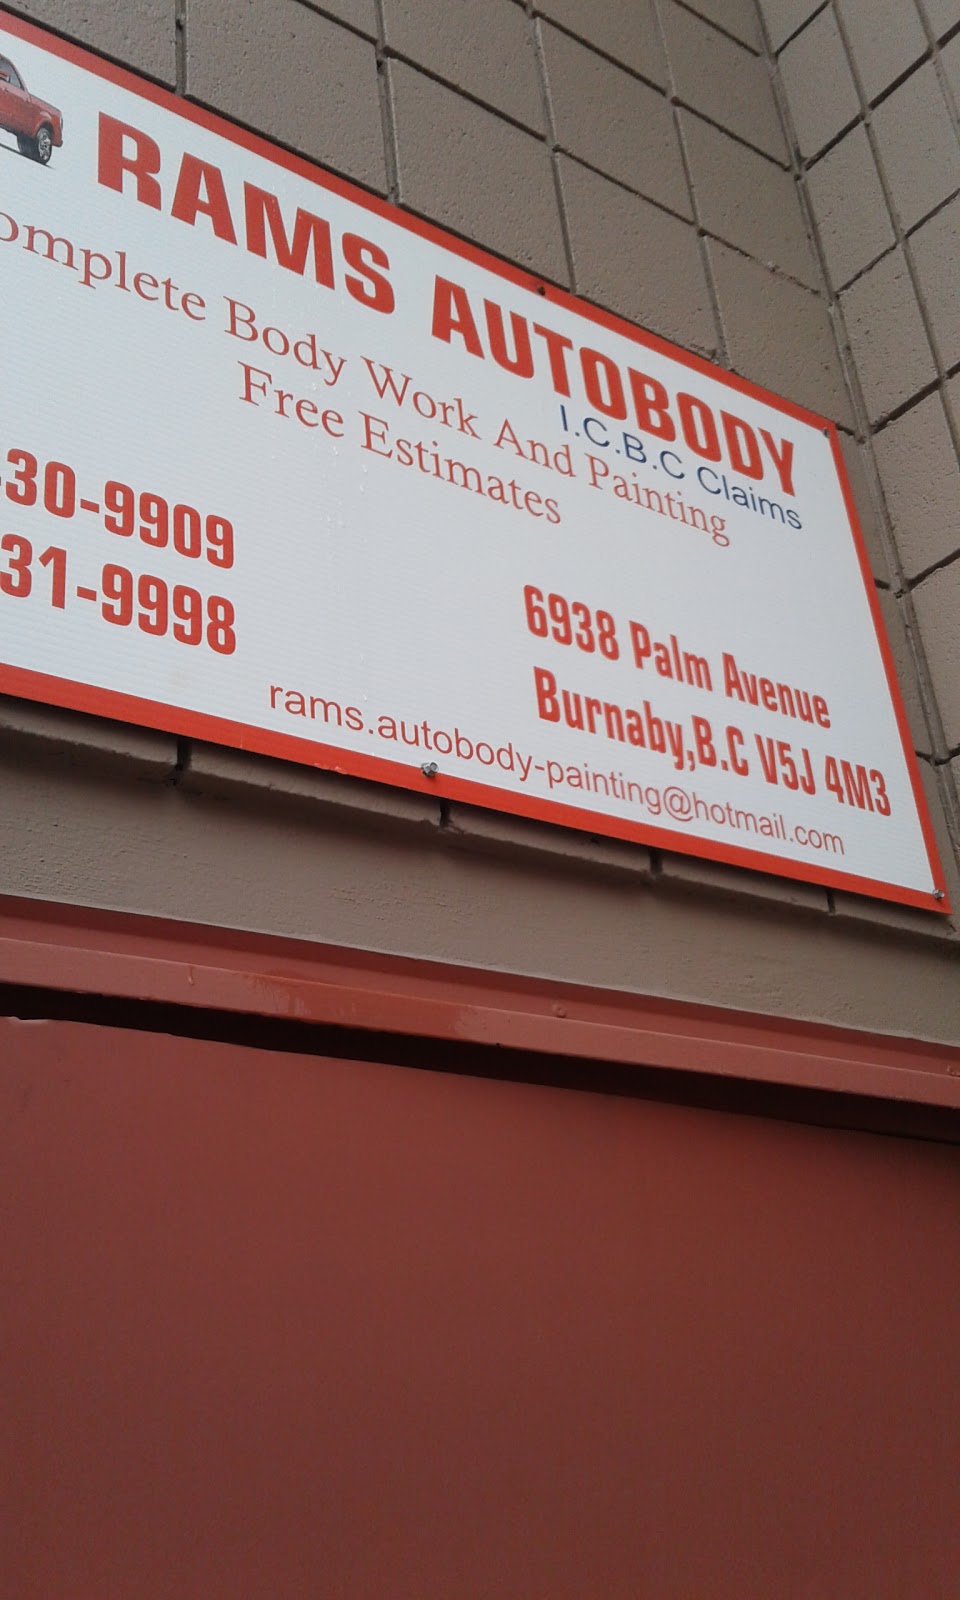 RAMS AUTOBODY
I.C.B.C Claims
omplete Body Work And Painting
Free Estimates
30-9909
31-9998
6938 Palm Avenue
Burnaby,B.C V5J 4M3
rams.autobody-painting@hotmail.com